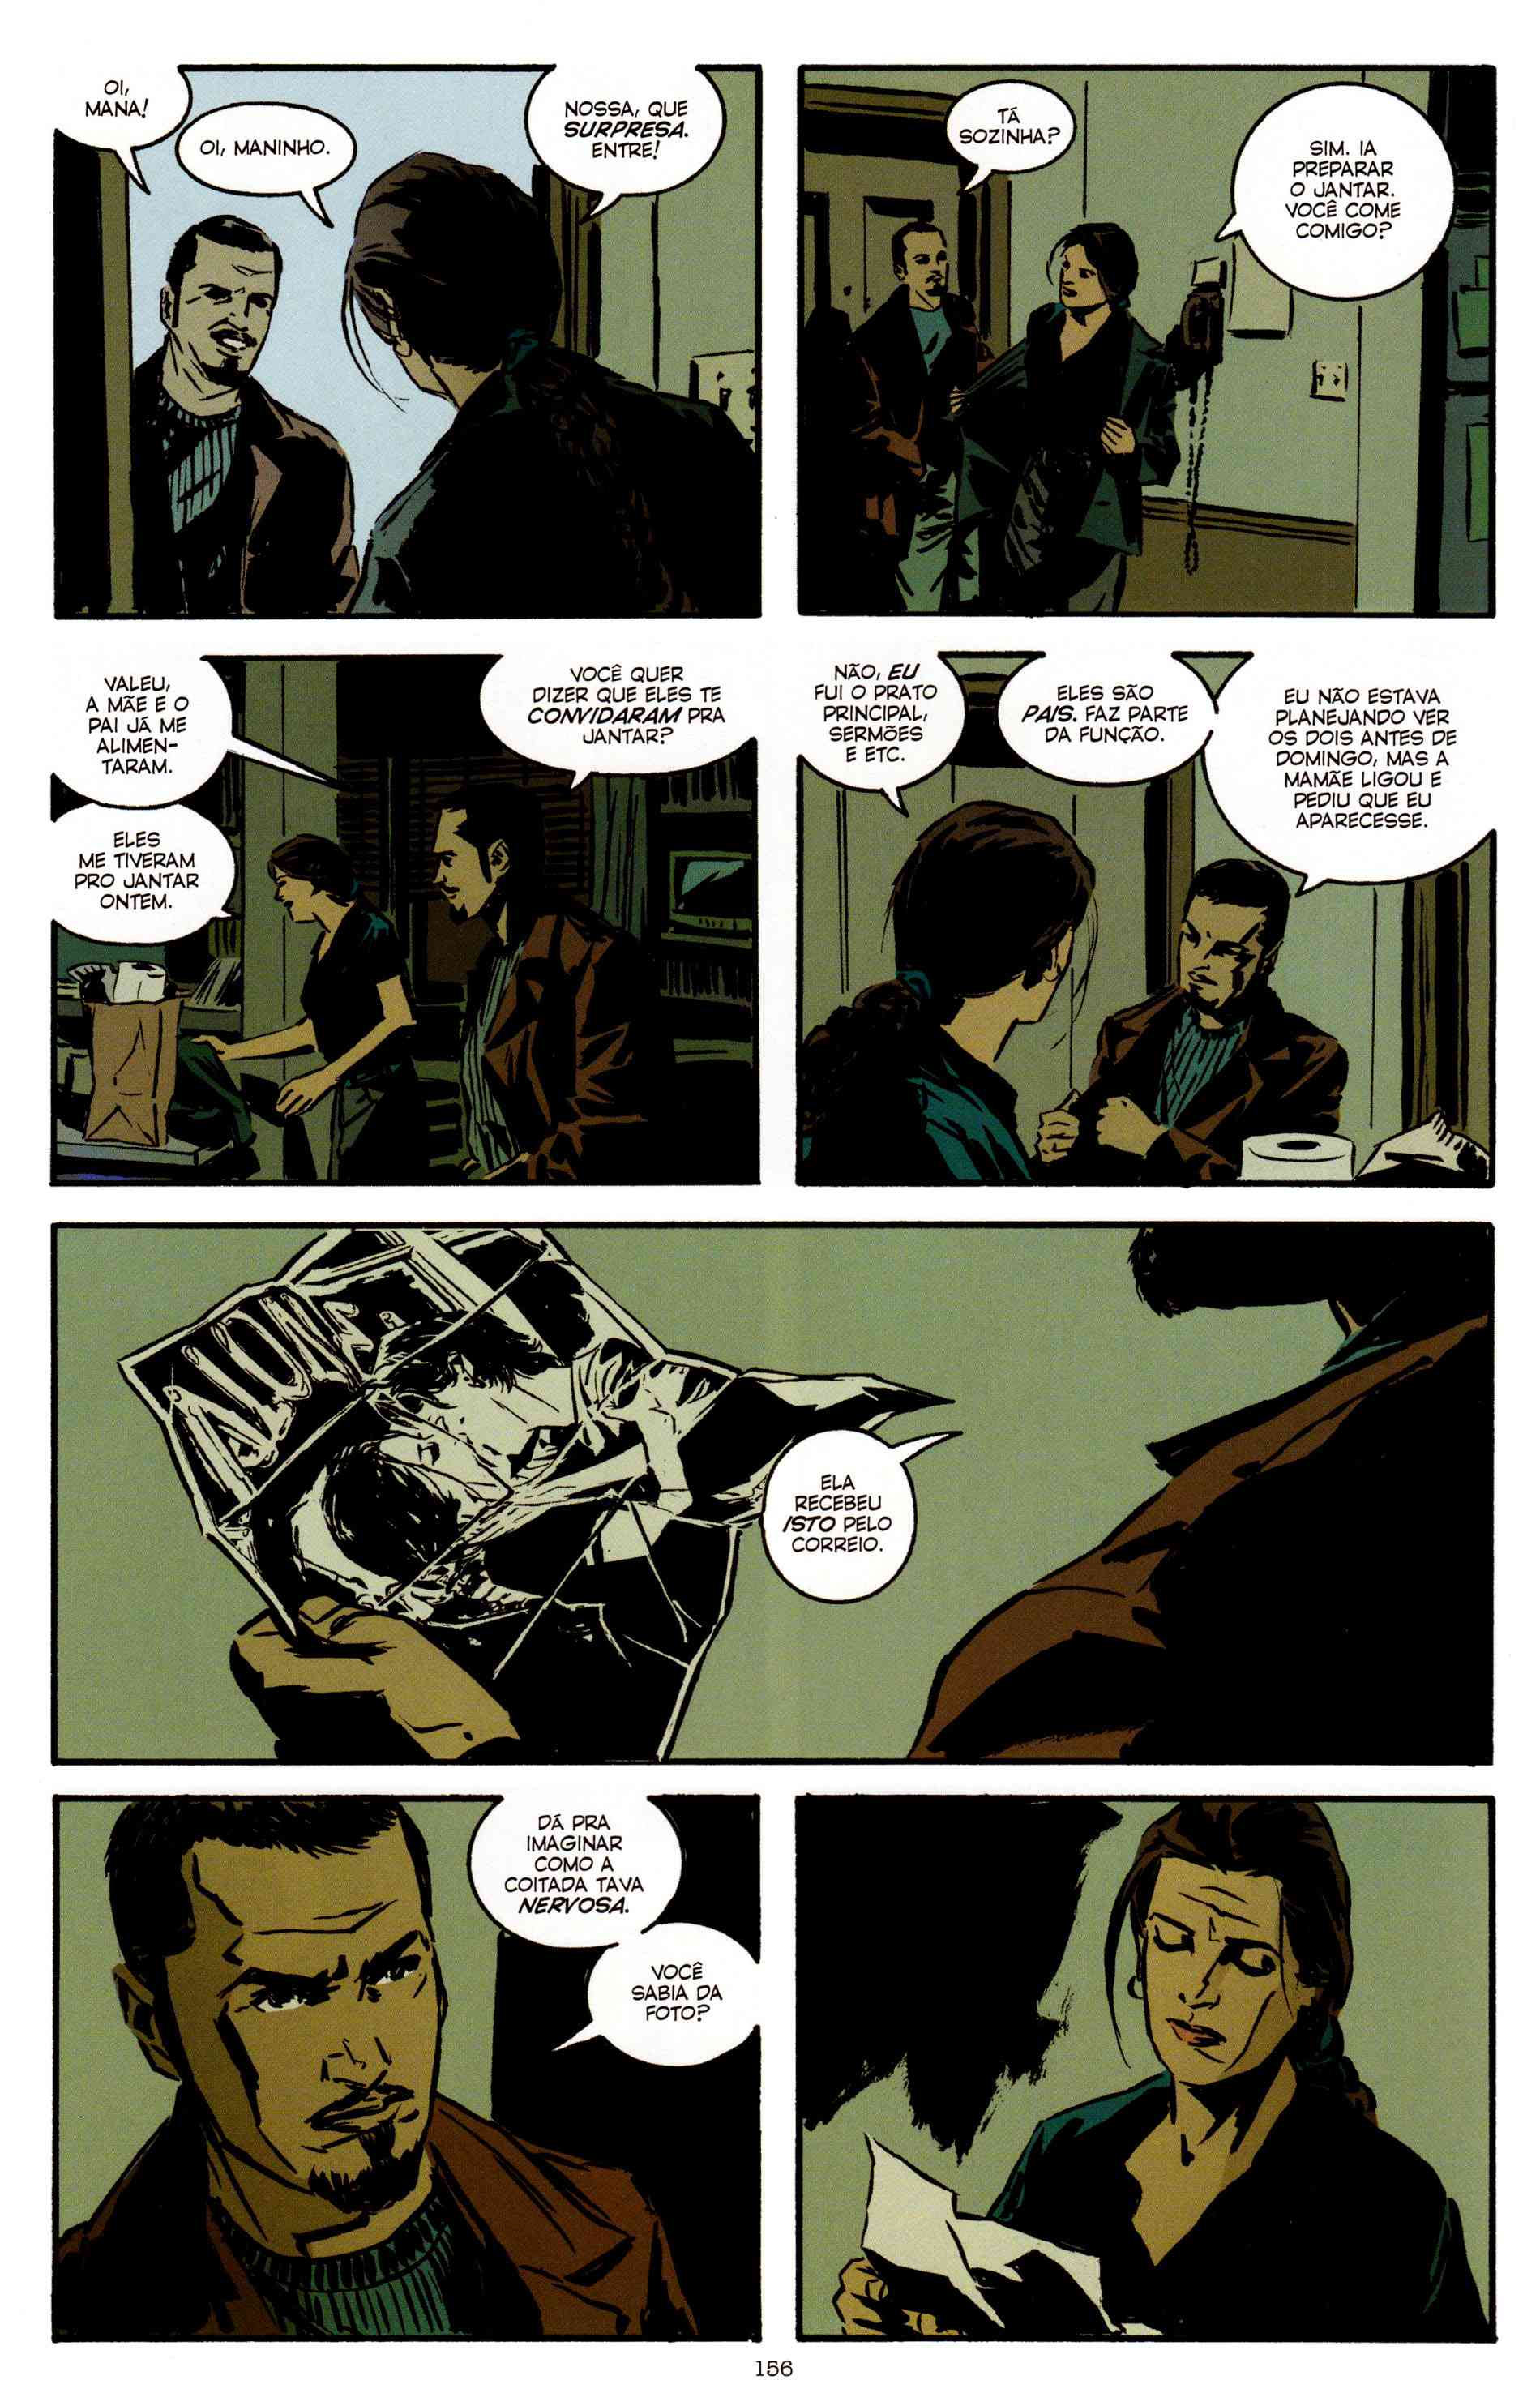 OI,
MANA!
OI, MANINHO.
NOSSA, QUE
SURPRESA.
ENTRE!
TÁ
SOZINHA?
SIM. IA
PREPARAR
O JANTAR.
VOCÊ COME
COMIGO?
VALEU,
A MÃE E O
PAI JÁ ME
ALIMEN-
TARAM.
ELES
ME TIVERAM
PRO JANTAR
ONTEM.
VOCÊ QUER
DIZER QUE ELES TE
CONVIDARAM PRA
JANTAR?
NÃO, EU
FUI O PRATO
PRINCIPAL,
SERMÕES
E ETC.
ELES SÃO
PAIS. FAZ PARTE
DA FUNÇÃO.
EU NÃO ESTAVA
PLANEJANDO VER
OS DOIS ANTES DE
DOMINGO, MAS A
MAMÃE LIGOU E
PEDIU QUE EU
APARECESSE.
ELA
RECEBEU
ISTO PELO
CORREIO.
DÁ PRA
IMAGINAR
COMO A
COITADA TAVA
NERVOSA.
VOCÊ
SABIA DA
FOTO?
156